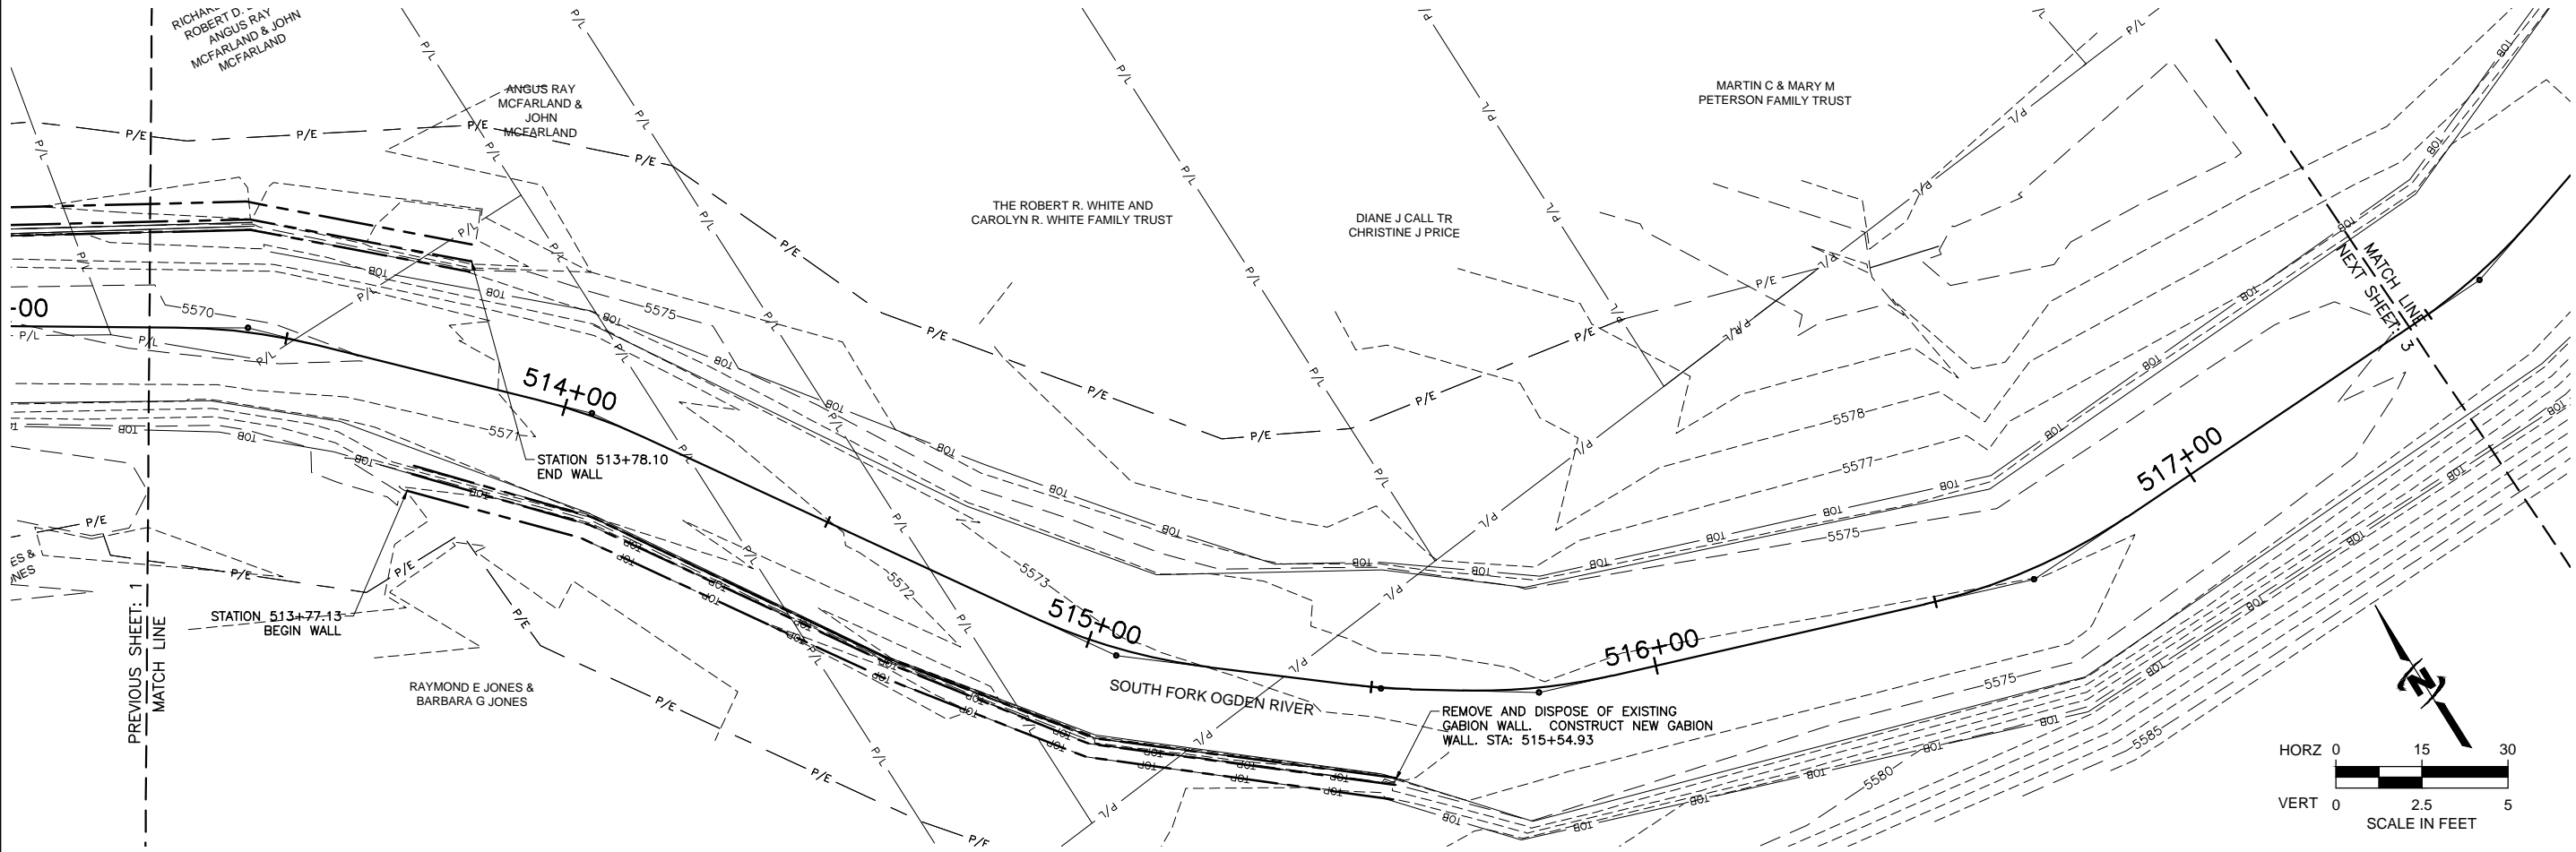 ROBERT D.
ANGUS RAY
MCFARLAND & JOHN
MCFARLAND
ANGUS RAY
MCFARLAND &
JOHN
MCFARLAND
THE ROBERT R. WHITE AND
CAROLYN R. WHITE FAMILY TRUST
DIANE J CALL TR
CHRISTINE J PRICE
MARTIN C & MARY M
PETERSON FAMILY TRUST
P/E
P/L
TOB
TOP
-00
5570
5571
5575
514+00
STATION 513+78.10
END WALL
STATION 513+77.13
BEGIN WALL
PREVIOUS SHEET: 1
MATCH LINE
RAYMOND E JONES &
BARBARA G JONES
5572
5573
515+00
SOUTH FORK OGDEN RIVER
REMOVE AND DISPOSE OF EXISTING
GABION WALL. CONSTRUCT NEW GABION
WALL. STA: 515+54.93
516+00
5578
5577
5575
517+00
MATCH LINE
NEXT SHEET: 3
5575
5580
5585
N
HORZ 0 15 30
VERT 0 2.5 5
SCALE IN FEET